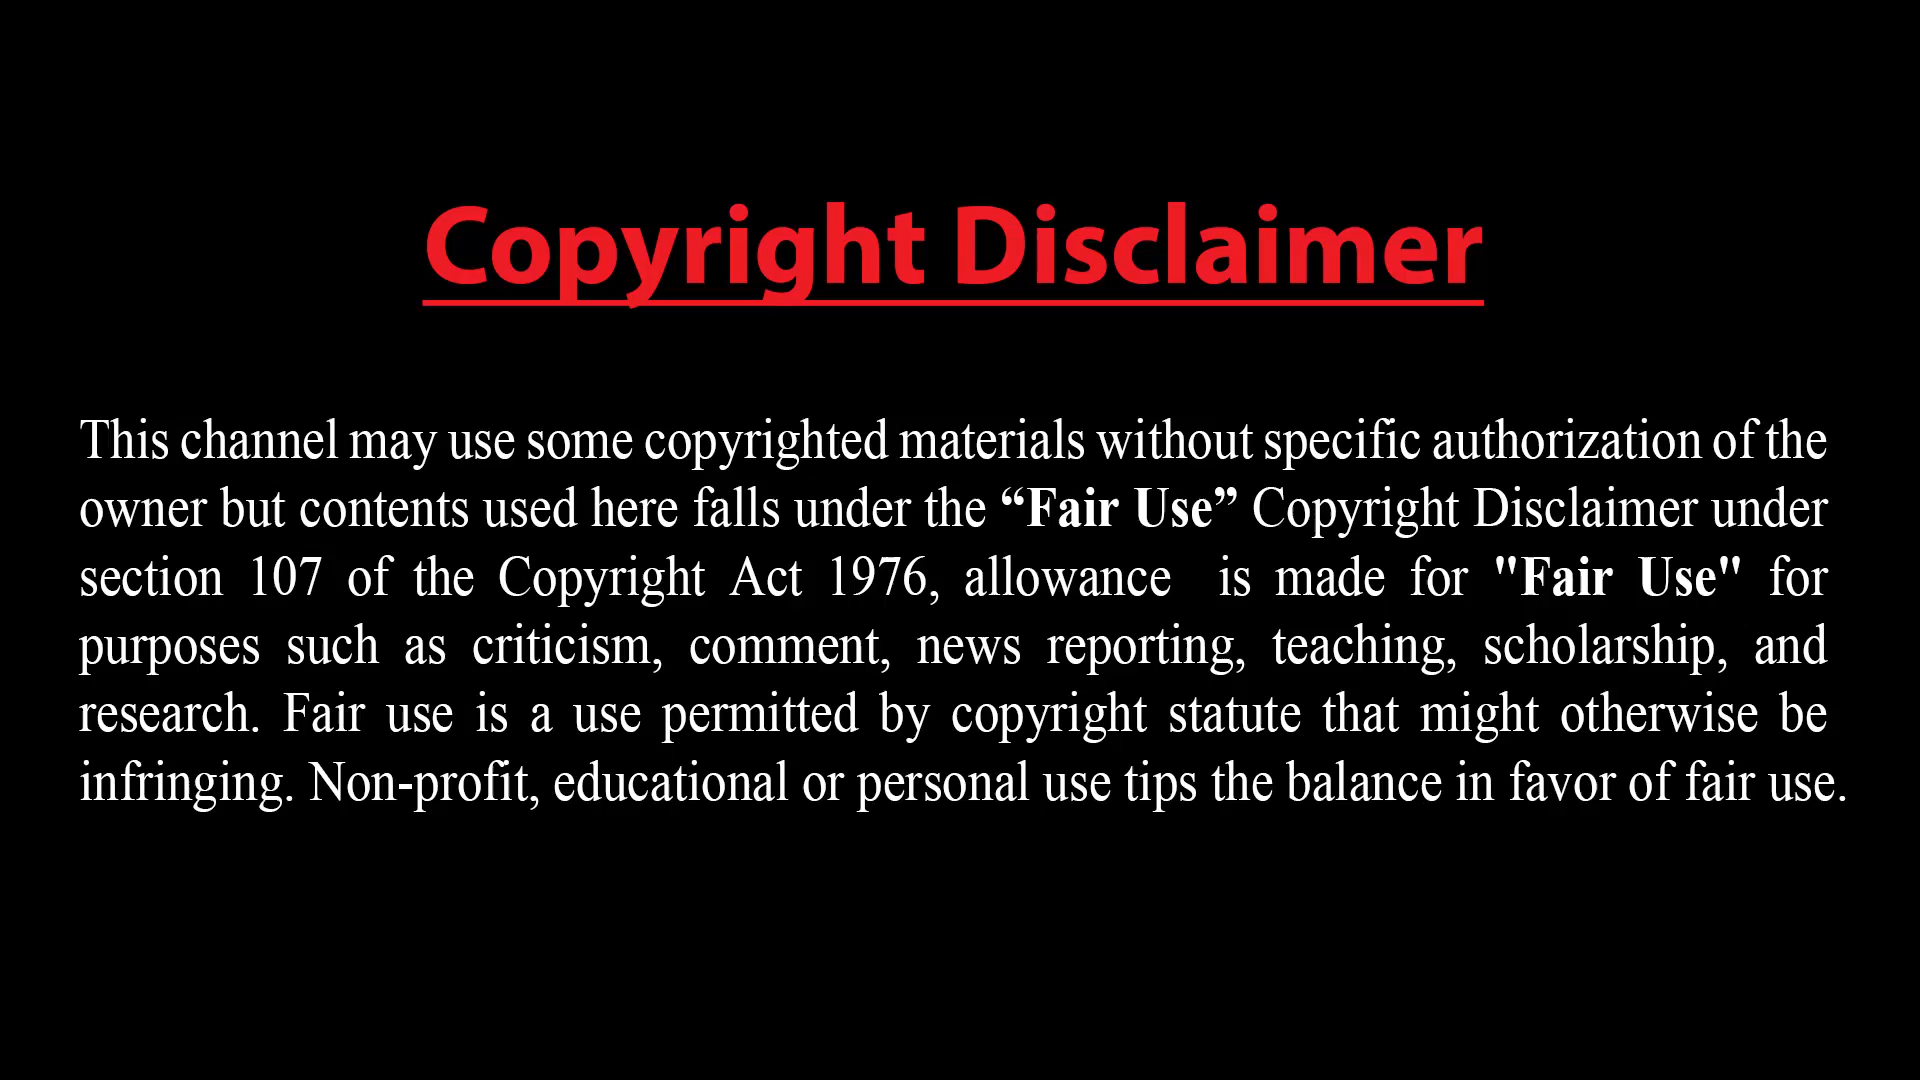 Copyright Disclaimer
This channel may use some copyrighted materials without specific authorization of the
owner but contents used here falls under the “Fair Use” Copyright Disclaimer under
section 107 of the Copyright Act 1976, allowance  is made for "Fair Use" for
purposes such as criticism, comment, news reporting, teaching, scholarship, and
research. Fair use is a use permitted by copyright statute that might otherwise be
infringing. Non-profit, educational or personal use tips the balance in favor of fair use.